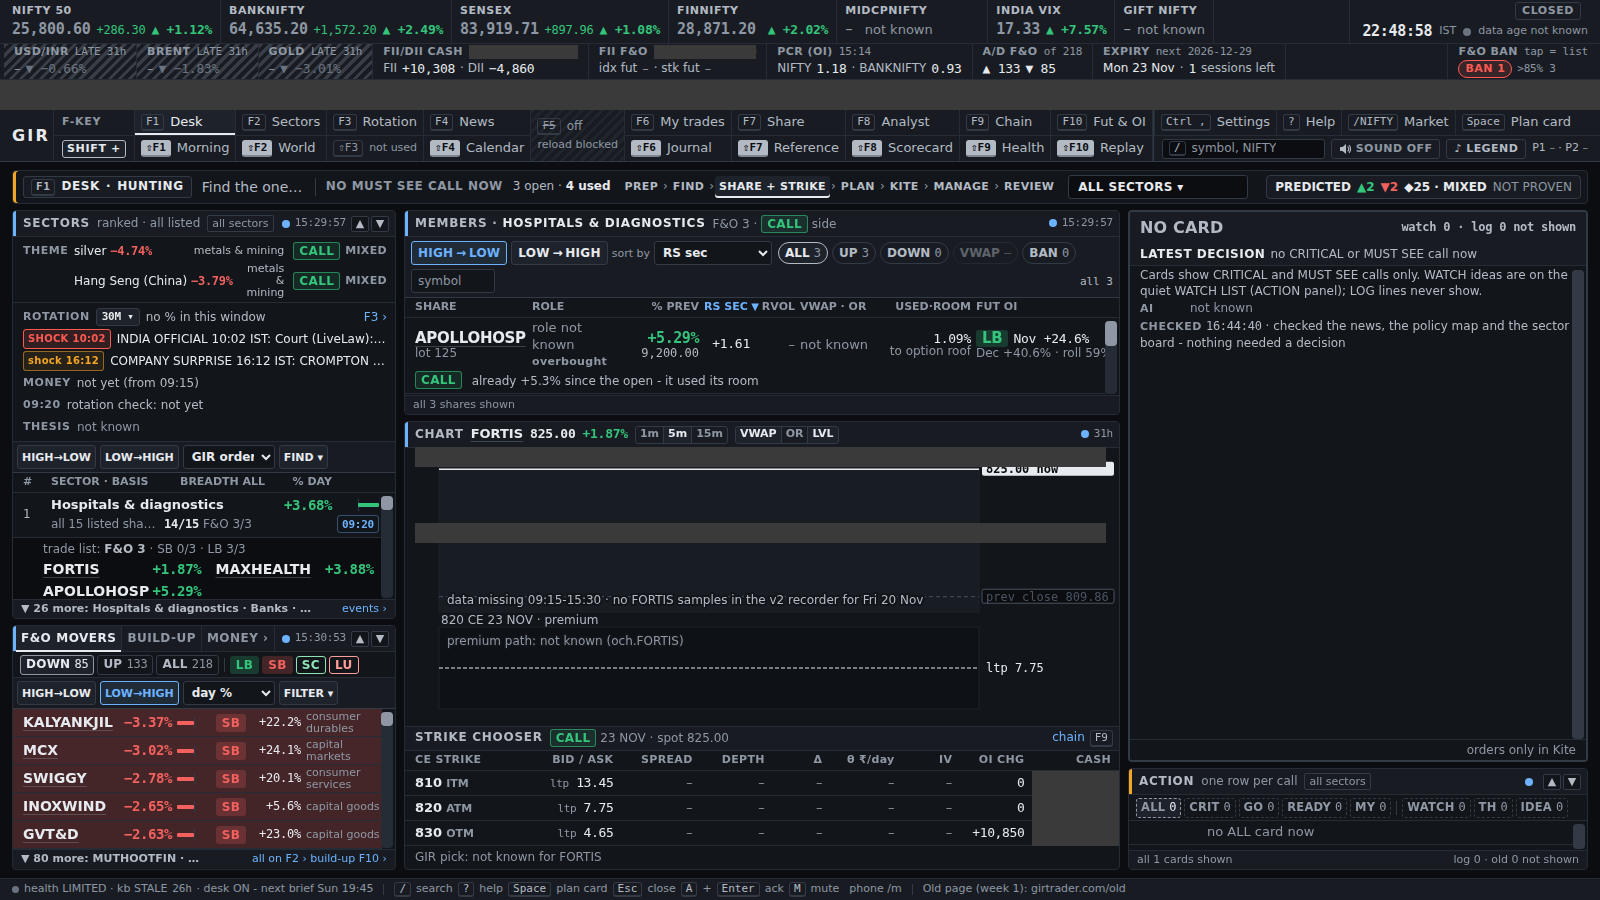 NIFTY 50 BANKNIFTY SENSEX FINNIFTY MIDCPNIFTY INDIA VIX GIFT NIFTY CLOSED
25,800.60 +286.30 ▲ +1.12% 64,635.20 +1,572.20 ▲ +2.49% 83,919.71 +897.96 ▲ +1.08% 28,871.20 ▲ +2.02% – not known 17.33 ▲ +7.57% – not known 22:48:58 IST ● data age not known
USD/INR LATE 31h BRENT LATE 31h GOLD LATE 31h FII/DII CASH FII F&O PCR (OI) 15:14 A/D F&O of 218 EXPIRY next 2026-12-29 F&O BAN tap = list
– ▼ −0.66% – ▼ −1.83% – ▼ −3.01% FII +10,308 · DII −4,860 idx fut – · stk fut – NIFTY 1.18 · BANKNIFTY 0.93 ▲ 133 ▼ 85 Mon 23 Nov · 1 sessions left BAN 1 >85% 3
GIR F-KEY F1 Desk F2 Sectors F3 Rotation F4 News F5 off F6 My trades F7 Share F8 Analyst F9 Chain F10 Fut & OI Ctrl , Settings ? Help /NIFTY Market Space Plan card
SHIFT + ⇧F1 Morning ⇧F2 World ⇧F3 not used ⇧F4 Calendar reload blocked ⇧F6 Journal ⇧F7 Reference ⇧F8 Scorecard ⇧F9 Health ⇧F10 Replay / symbol, NIFTY SOUND OFF ♪ LEGEND P1 – · P2 –
F1 DESK · HUNTING Find the one... NO MUST SEE CALL NOW 3 open · 4 used PREP › FIND › SHARE + STRIKE › PLAN › KITE › MANAGE › REVIEW ALL SECTORS ▾ PREDICTED ▲2 ▼2 ◆25 · MIXED NOT PROVEN
SECTORS ranked · all listed all sectors ● 15:29:57 ▲ ▼
THEME silver −4.74% metals & mining CALL MIXED
Hang Seng (China) −3.79% metals & mining CALL MIXED
ROTATION 30M ▾ no % in this window F3 ›
SHOCK 10:02 INDIA OFFICIAL 10:02 IST: Court (LiveLaw):...
shock 16:12 COMPANY SURPRISE 16:12 IST: CROMPTON ...
MONEY not yet (from 09:15)
09:20 rotation check: not yet
THESIS not known
HIGH→LOW LOW→HIGH GIR order FIND ▾
# SECTOR · BASIS BREADTH ALL % DAY
1 Hospitals & diagnostics +3.68%
all 15 listed sha... 14/15 F&O 3/3 09:20
trade list: F&O 3 · SB 0/3 · LB 3/3
FORTIS +1.87% MAXHEALTH +3.88%
APOLLOHOSP +5.29%
▼ 26 more: Hospitals & diagnostics · Banks · ... events ›
F&O MOVERS BUILD-UP MONEY › ● 15:30:53 ▲ ▼
DOWN 85 UP 133 ALL 218 LB SB SC LU
HIGH→LOW LOW→HIGH day % FILTER ▾
KALYANKJIL −3.37% SB +22.2% consumer durables
MCX −3.02% SB +24.1% capital markets
SWIGGY −2.78% SB +20.1% consumer services
INOXWIND −2.65% SB +5.6% capital goods
GVT&D −2.63% SB +23.0% capital goods
▼ 80 more: MUTHOOTFIN · ... all on F2 › build-up F10 ›
MEMBERS · HOSPITALS & DIAGNOSTICS F&O 3 · CALL side ● 15:29:57
HIGH→LOW LOW→HIGH sort by RS sec ALL 3 UP 3 DOWN 0 VWAP – BAN 0
symbol all 3
SHARE ROLE % PREV RS SEC ▼ RVOL VWAP · OR USED·ROOM FUT OI
APOLLOHOSP role not known +5.29% +1.61 – not known 1.09% LB Nov +24.6%
lot 125 overbought 9,200.00 to option roof Dec +40.6% · roll 59%
CALL already +5.3% since the open - it used its room
all 3 shares shown
CHART FORTIS 825.00 +1.87% 1m 5m 15m VWAP OR LVL ● 31h
825.00 now
data missing 09:15-15:30 · no FORTIS samples in the v2 recorder for Fri 20 Nov prev close 809.86
820 CE 23 NOV · premium
premium path: not known (och.FORTIS)
ltp 7.75
STRIKE CHOOSER CALL 23 NOV · spot 825.00 chain F9
CE STRIKE BID / ASK SPREAD DEPTH Δ θ ₹/day IV OI CHG CASH
810 ITM ltp 13.45 – – – – – 0
820 ATM ltp 7.75 – – – – – 0
830 OTM ltp 4.65 – – – – – +10,850
GIR pick: not known for FORTIS
NO CARD watch 0 · log 0 not shown
LATEST DECISION no CRITICAL or MUST SEE call now
Cards show CRITICAL and MUST SEE calls only. WATCH ideas are on the
quiet WATCH LIST (ACTION panel); LOG lines never show.
AI not known
CHECKED 16:44:40 · checked the news, the policy map and the sector
board - nothing needed a decision
orders only in Kite
ACTION one row per call all sectors ● ▲ ▼
ALL 0 CRIT 0 GO 0 READY 0 MY 0 WATCH 0 TH 0 IDEA 0
no ALL card now
all 1 cards shown log 0 · old 0 not shown
● health LIMITED · kb STALE 26h · desk ON - next brief Sun 19:45 / search ? help Space plan card Esc close A + Enter ack M mute phone /m Old page (week 1): girtrader.com/old